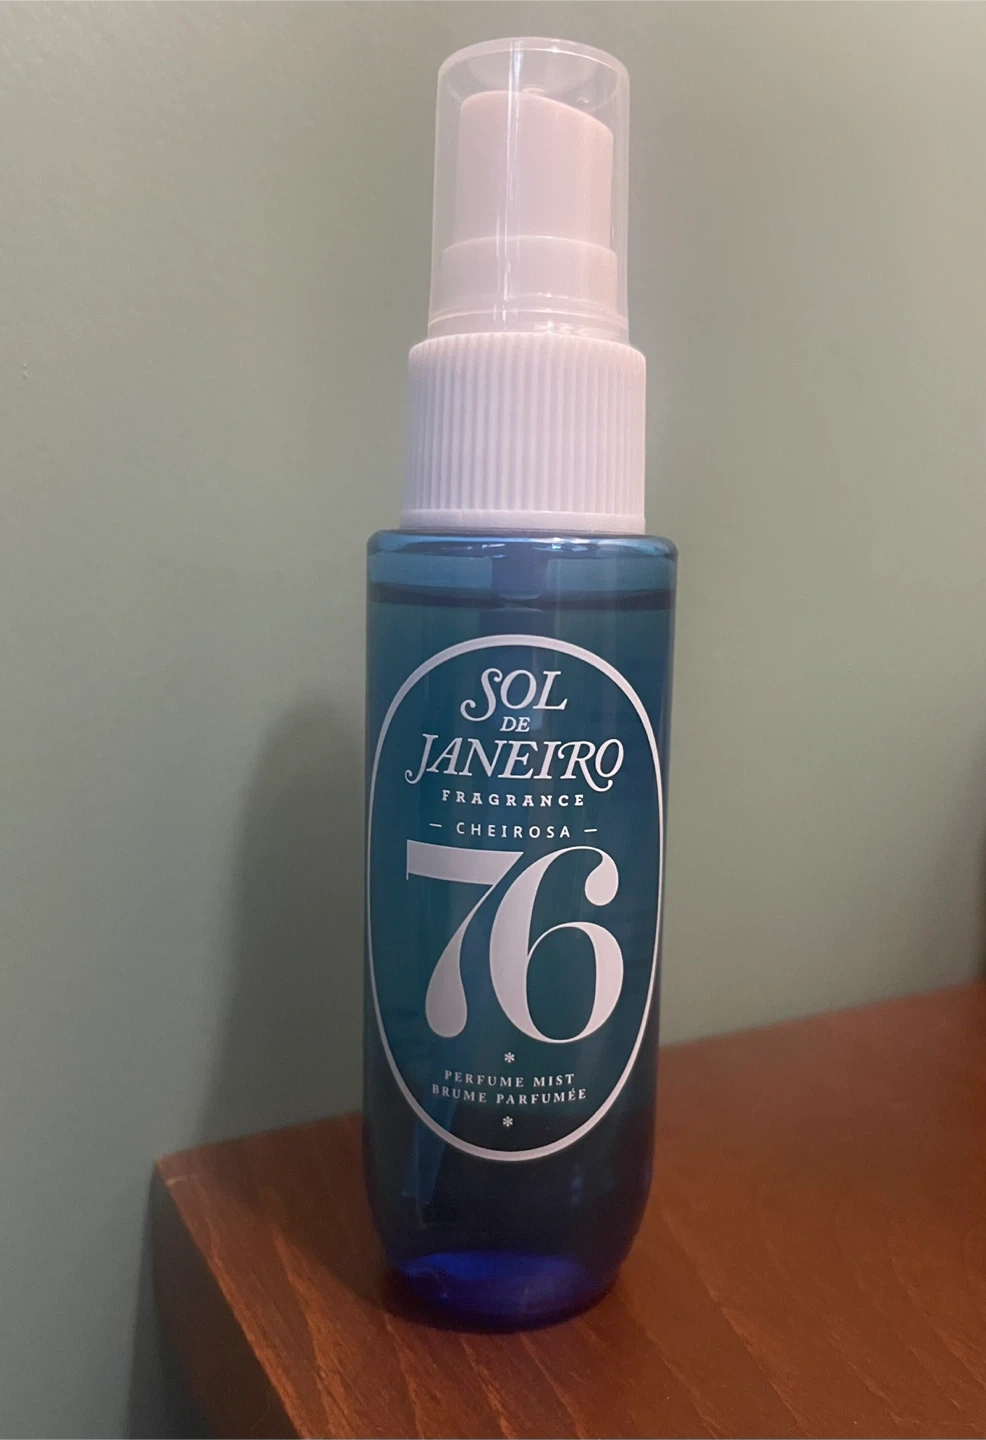 SOL
DE
JANEIRO
FRAGRANCE
– CHEIROSA –
76
*
PERFUME MIST
BRUME PARFUMÉE
*